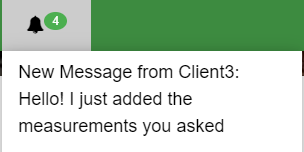 4
New Message from Client3:
Hello! I just added the
measurements you asked